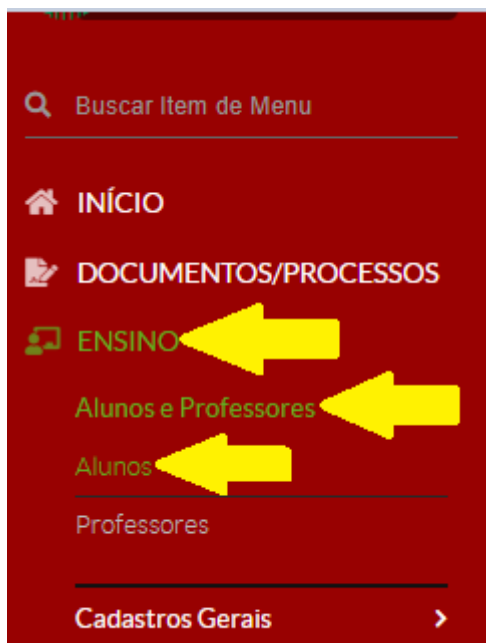 Buscar Item de Menu
INÍCIO
DOCUMENTOS/PROCESSOS
ENSINO
Alunos e Professores
Alunos
Professores
Cadastros Gerais